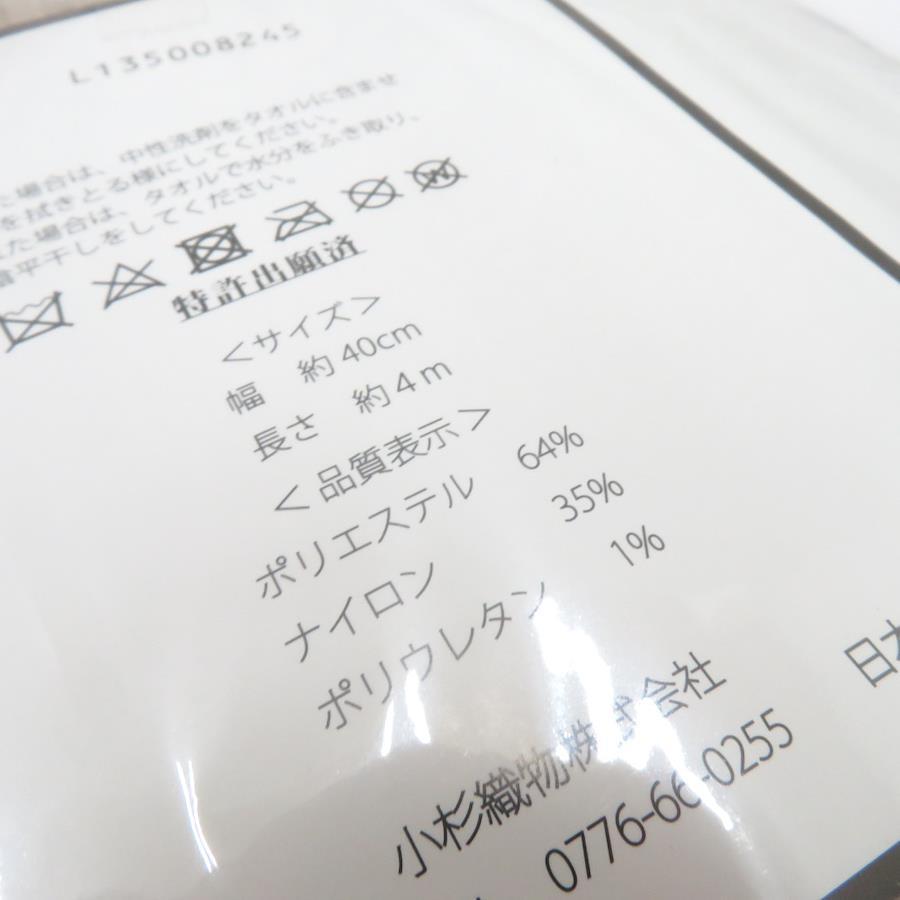 L135008245
た場合は、中性洗剤をタオルに含ませ
を拭きとる様にしてください。
た場合は、タオルで水分をふき取り、
陰平干しをしてください。
特許出願済
＜サイズ＞
幅 約40cm
長さ 約4m
＜品質表示＞
ポリエステル 64%
ナイロン 35%
ポリウレタン 1%
小杉織物株式会社
日本
0776-66-0255